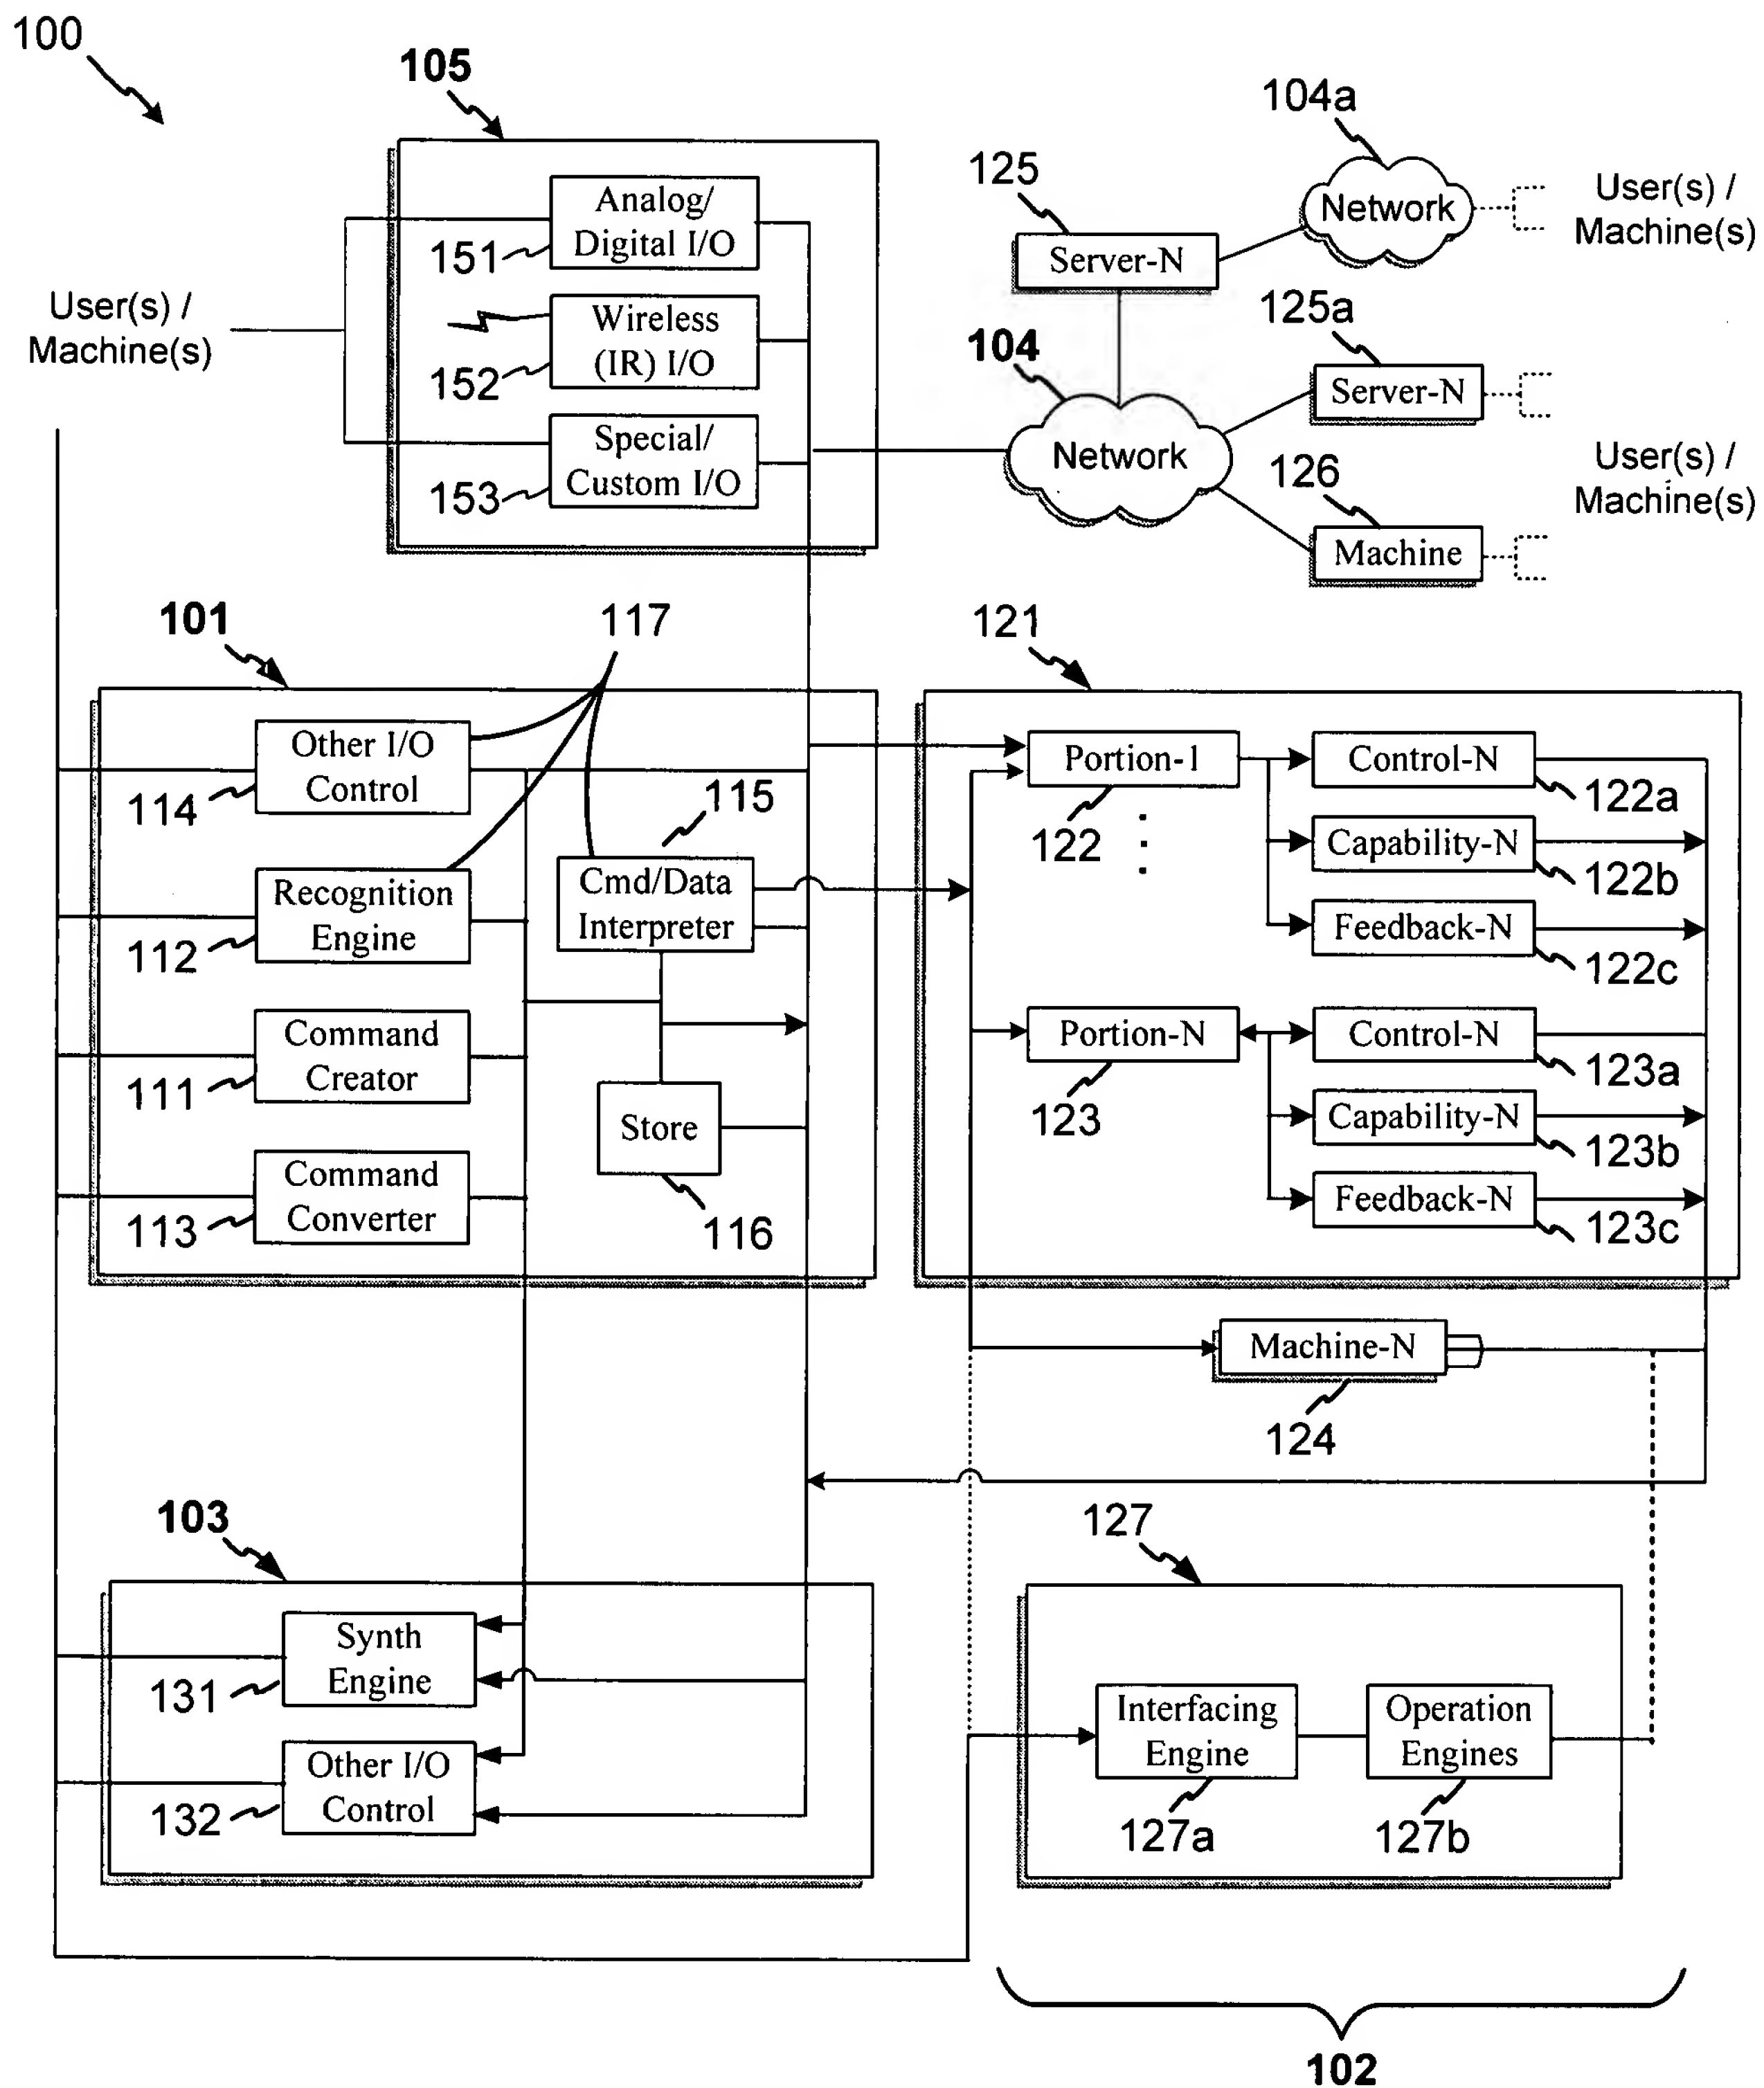 100
105
Analog/
Digital I/O
151
Wireless
(IR) I/O
152
Special/
Custom I/O
153
User(s) /
Machine(s)
104a
Network
User(s) /
Machine(s)
125
Server-N
125a
Server-N
104
Network
126
Machine
User(s) /
Machine(s)
101
117
Other I/O
Control
114
115
Cmd/Data
Interpreter
Recognition
Engine
112
Command
Creator
111
Store
116
Command
Converter
113
121
Portion-1
122
Control-N
122a
Capability-N
122b
Feedback-N
122c
Portion-N
123
Control-N
123a
Capability-N
123b
Feedback-N
123c
Machine-N
124
103
Synth
Engine
131
Other I/O
Control
132
127
Interfacing
Engine
127a
Operation
Engines
127b
102